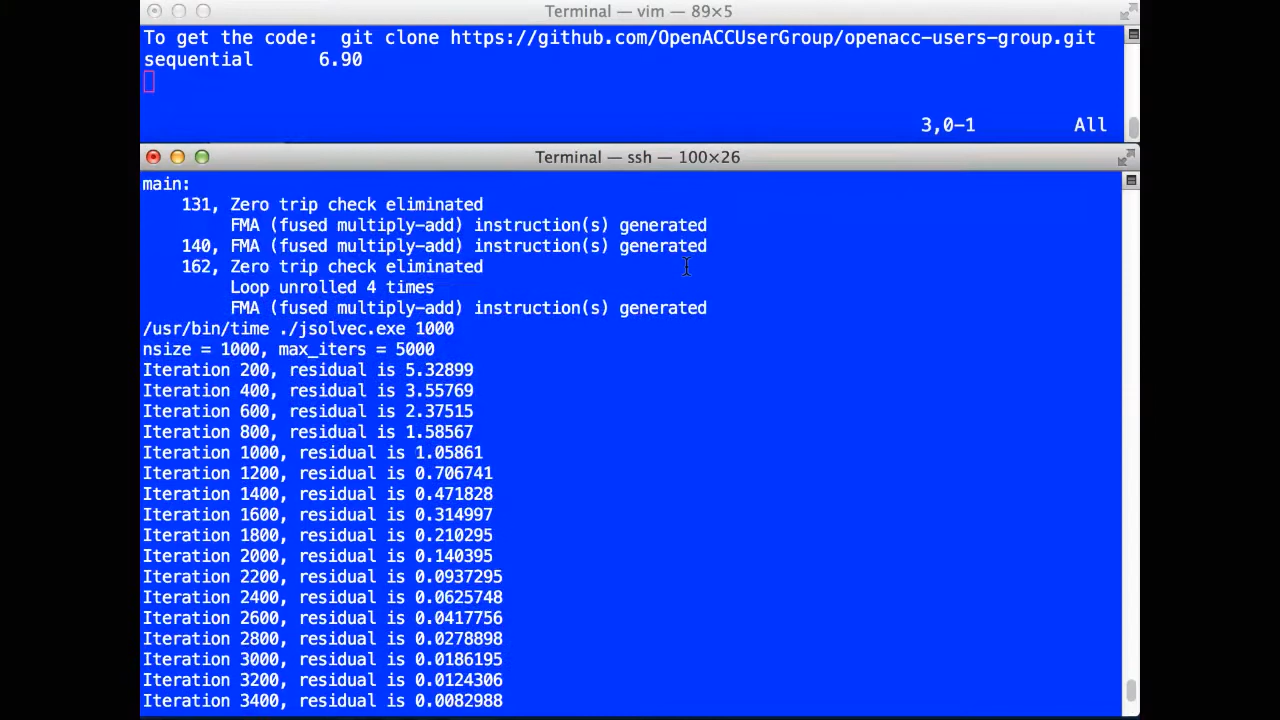 Terminal — vim — 89×5
To get the code:  git clone https://github.com/OpenACCUserGroup/openacc-users-group.git
sequential      6.90
3,0-1          All
Terminal — ssh — 100×26
main:
    131, Zero trip check eliminated
         FMA (fused multiply-add) instruction(s) generated
    140, FMA (fused multiply-add) instruction(s) generated
    162, Zero trip check eliminated
         Loop unrolled 4 times
         FMA (fused multiply-add) instruction(s) generated
/usr/bin/time ./jsolvec.exe 1000
nsize = 1000, max_iters = 5000
Iteration 200, residual is 5.32899
Iteration 400, residual is 3.55769
Iteration 600, residual is 2.37515
Iteration 800, residual is 1.58567
Iteration 1000, residual is 1.05861
Iteration 1200, residual is 0.706741
Iteration 1400, residual is 0.471828
Iteration 1600, residual is 0.314997
Iteration 1800, residual is 0.210295
Iteration 2000, residual is 0.140395
Iteration 2200, residual is 0.0937295
Iteration 2400, residual is 0.0625748
Iteration 2600, residual is 0.0417756
Iteration 2800, residual is 0.0278898
Iteration 3000, residual is 0.0186195
Iteration 3200, residual is 0.0124306
Iteration 3400, residual is 0.0082988